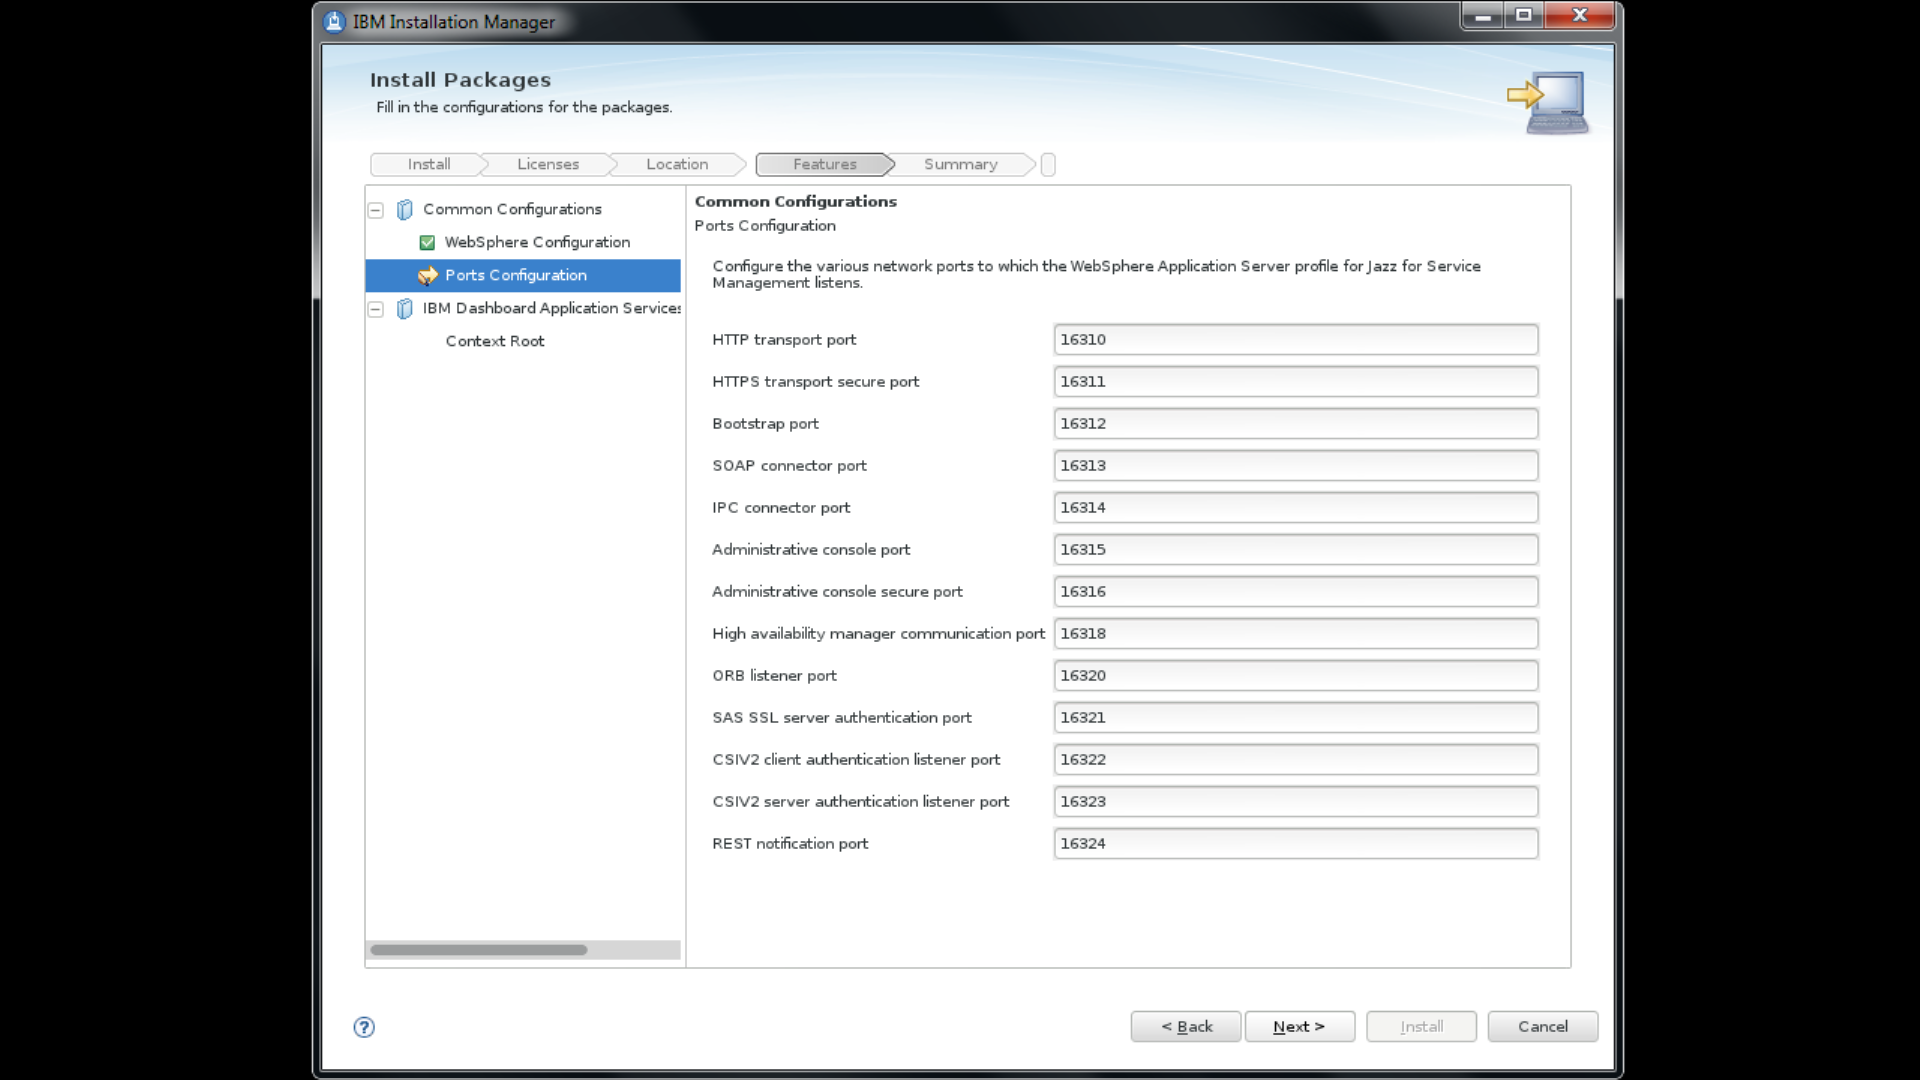 IBM Installation Manager
Install Packages
Fill in the configurations for the packages.
Install
Licenses
Location
Features
Summary
Common Configurations
WebSphere Configuration
Ports Configuration
IBM Dashboard Application Services
Context Root
Common Configurations
Ports Configuration
Configure the various network ports to which the WebSphere Application Server profile for Jazz for Service
Management listens.
HTTP transport port 16310
HTTPS transport secure port 16311
Bootstrap port 16312
SOAP connector port 16313
IPC connector port 16314
Administrative console port 16315
Administrative console secure port 16316
High availability manager communication port 16318
ORB listener port 16320
SAS SSL server authentication port 16321
CSIV2 client authentication listener port 16322
CSIV2 server authentication listener port 16323
REST notification port 16324
?
< Back
Next >
Install
Cancel